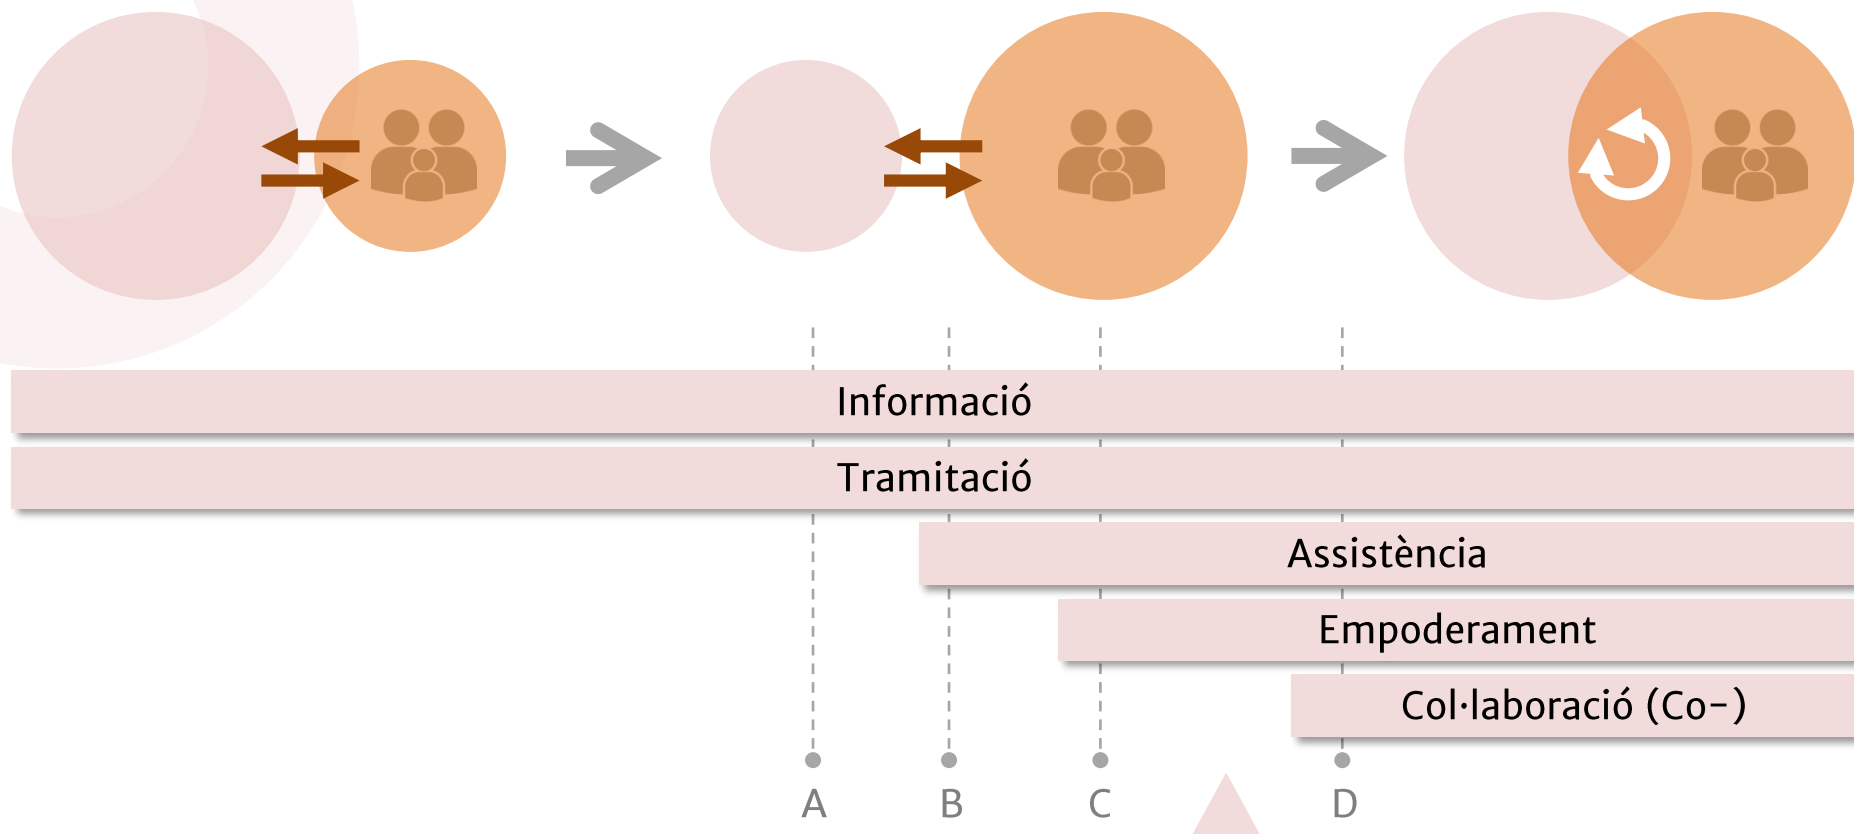 Informació
Tramitació
Assistència
Empoderament
Col·laboració (Co-)
A B C D